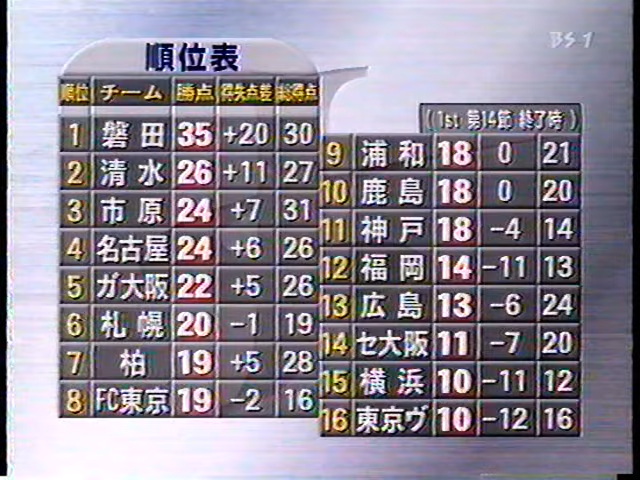 BS1
順位表
順位 チーム 勝点 得失点差 総得点
1 磐田 35 +20 30
2 清水 26 +11 27
3 市原 24 +7 31
4 名古屋 24 +6 26
5 ガ大阪 22 +5 26
6 札幌 20 -1 19
7 柏 19 +5 28
8 FC東京 19 -2 16
(1st 第14節 終了時)
9 浦和 18 0 21
10 鹿島 18 0 20
11 神戸 18 -4 14
12 福岡 14 -11 13
13 広島 13 -6 24
14 セ大阪 11 -7 20
15 横浜 10 -11 12
16 東京ヴ 10 -12 16